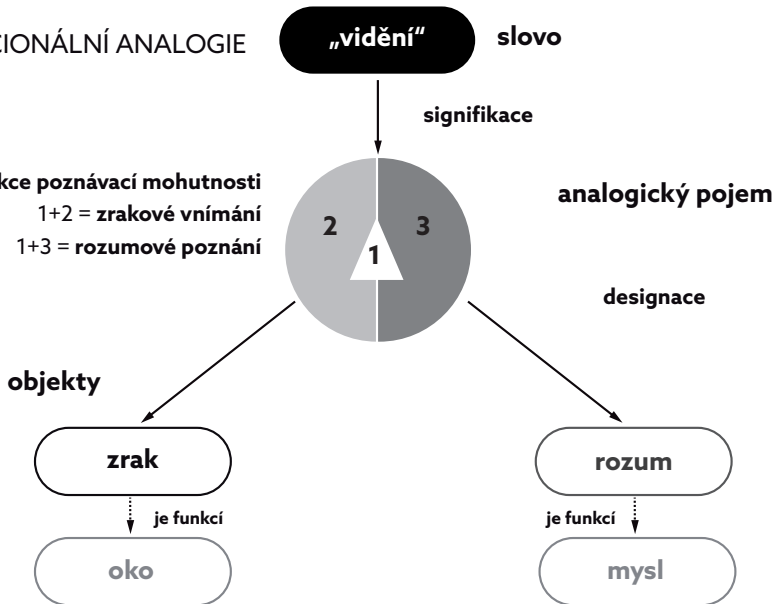 CIONÁLNÍ ANALOGIE
„vidění“
slovo
signifikace
kce poznávací mohutnosti
1+2 = zrakové vnímání
1+3 = rozumové poznání
2
3
1
analogický pojem
designace
objekty
zrak
rozum
je funkcí
je funkcí
oko
mysl